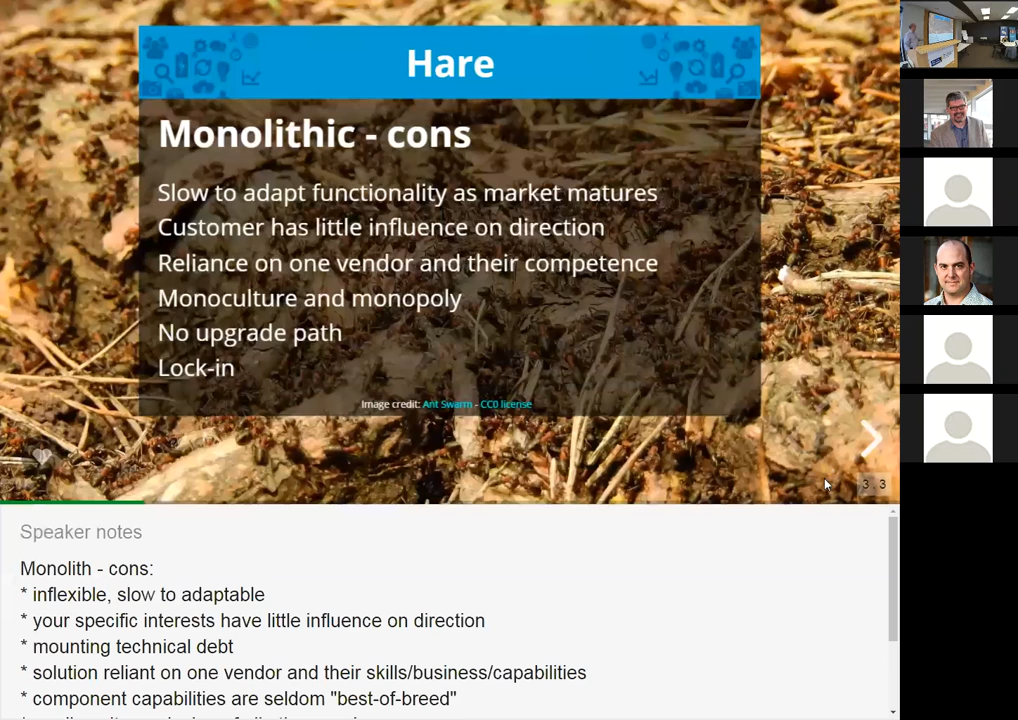 Hare
Monolithic - cons
Slow to adapt functionality as market matures
Customer has little influence on direction
Reliance on one vendor and their competence
Monoculture and monopoly
No upgrade path
Lock-in
Image credit: Ant Swarm - CC0 license
3.3
Speaker notes
Monolith - cons:
* inflexible, slow to adaptable
* your specific interests have little influence on direction
* mounting technical debt
* solution reliant on one vendor and their skills/business/capabilities
* component capabilities are seldom "best-of-breed"